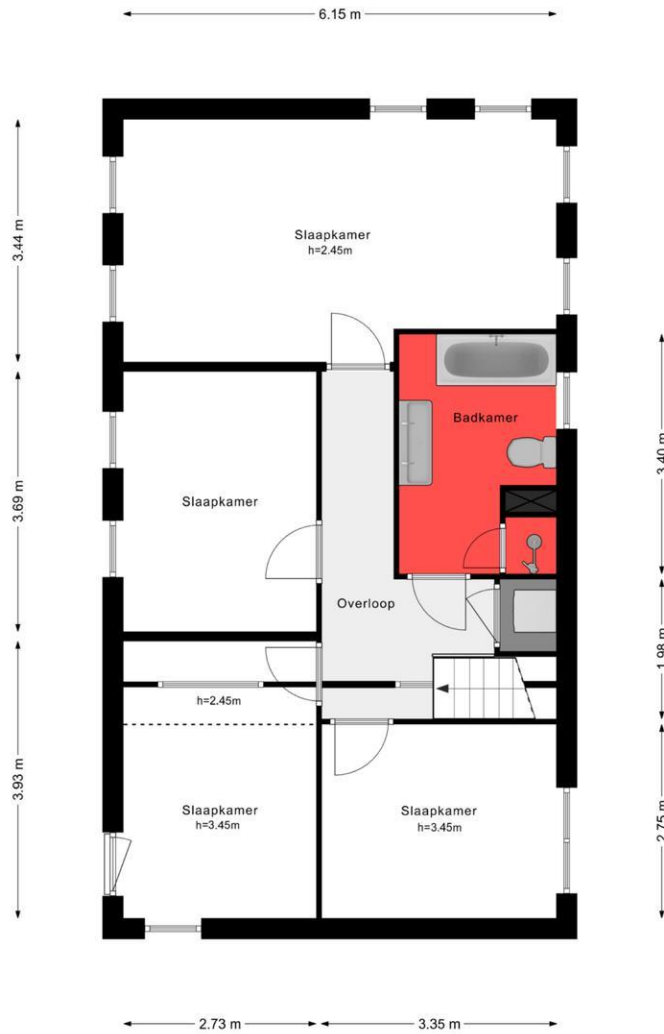 6.15 m
3.44 m
Slaapkamer
h=2.45m
Badkamer
3.40 m
3.69 m
Slaapkamer
Overloop
1.98 m
h=2.45m
3.93 m
Slaapkamer
h=3.45m
Slaapkamer
h=3.45m
2.75 m
2.73 m
3.35 m